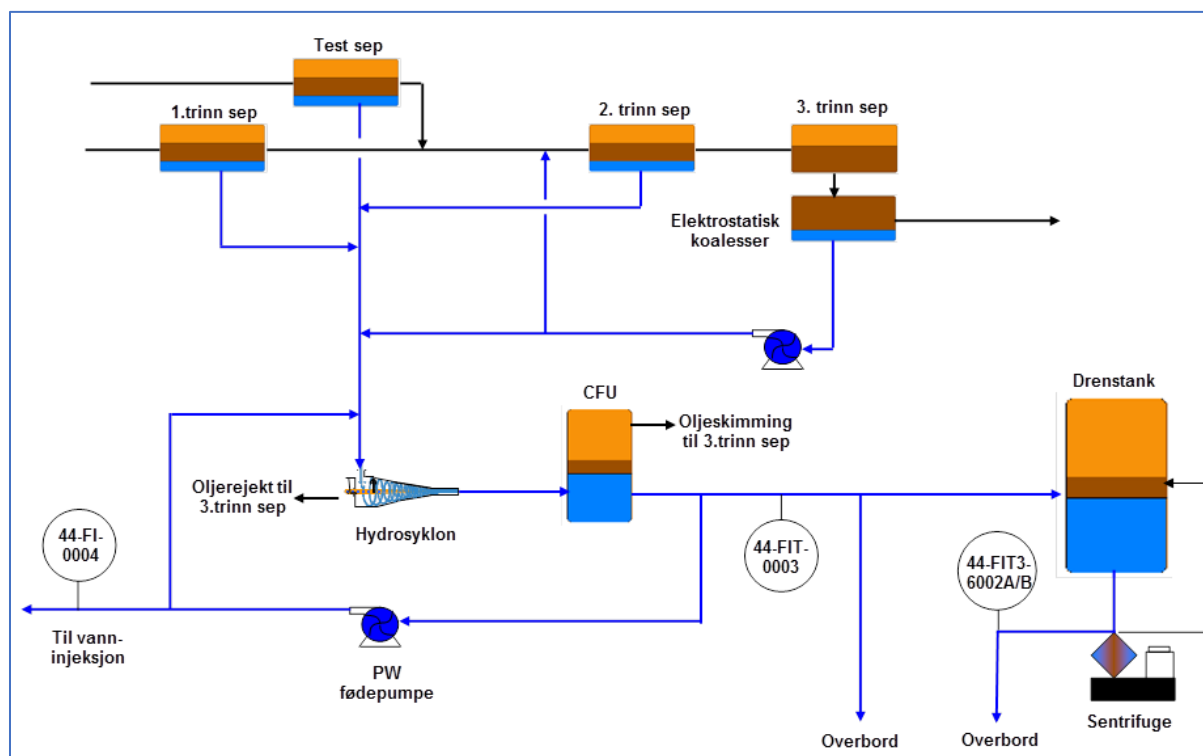 Test sep
1.trinn sep
2. trinn sep
3. trinn sep
Elektrostatisk
koalesser
CFU
Drenstank
Oljeskimming
til 3.trinn sep
Oljerejekt til
3.trinn sep
Hydrosyklon
44-FI-
0004
44-FIT-
0003
44-FIT3-
6002A/B
Til vann-
injeksjon
PW
fødepumpe
Sentrifuge
Overbord
Overbord